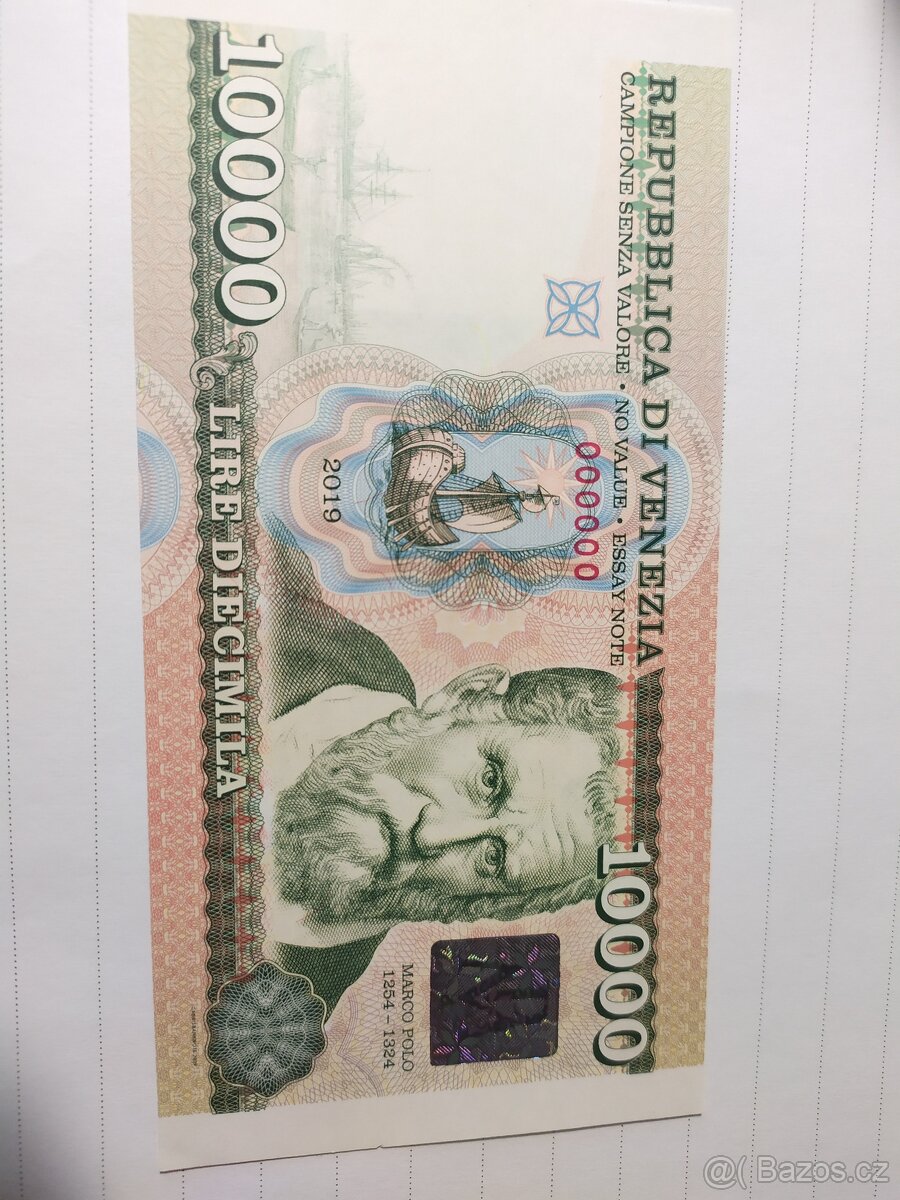 REPUBBLICA DI VENEZIA
CAMPIONE SENZA VALORE • NO VALUE • ESSAY NOTE
10000
000000
2019
MARCO POLO
1254 – 1324
10000 LIRE DIECIMILA
@( Bazos.cz